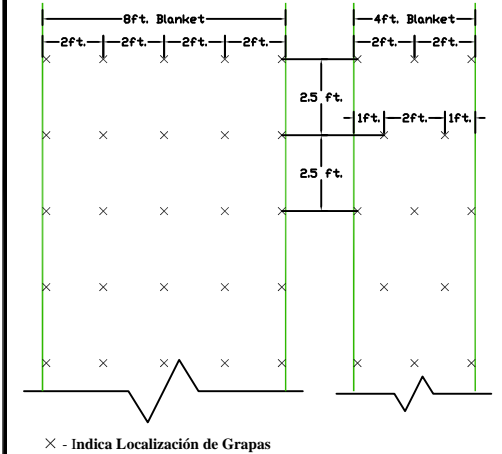 8ft. Blanket 4ft. Blanket
2ft. 2ft. 2ft. 2ft. 2ft. 2ft.
2.5 ft.
1ft. 2ft. 1ft.
2.5 ft.
× - Indica Localización de Grapas